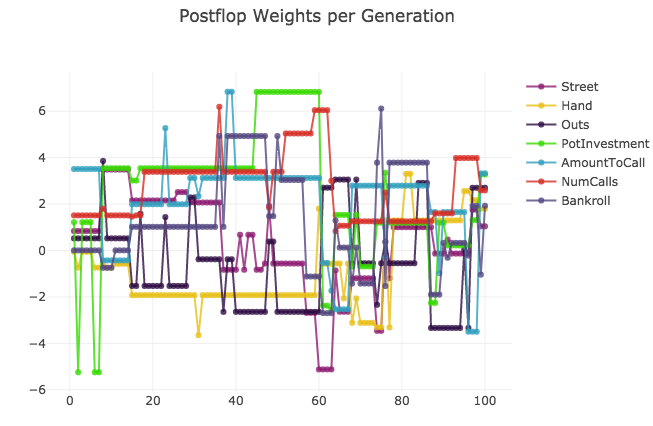 Postflop Weights per Generation
6
4
2
0
−2
−4
−6
0
20
40
60
80
100
Street
Hand
Outs
PotInvestment
AmountToCall
NumCalls
Bankroll